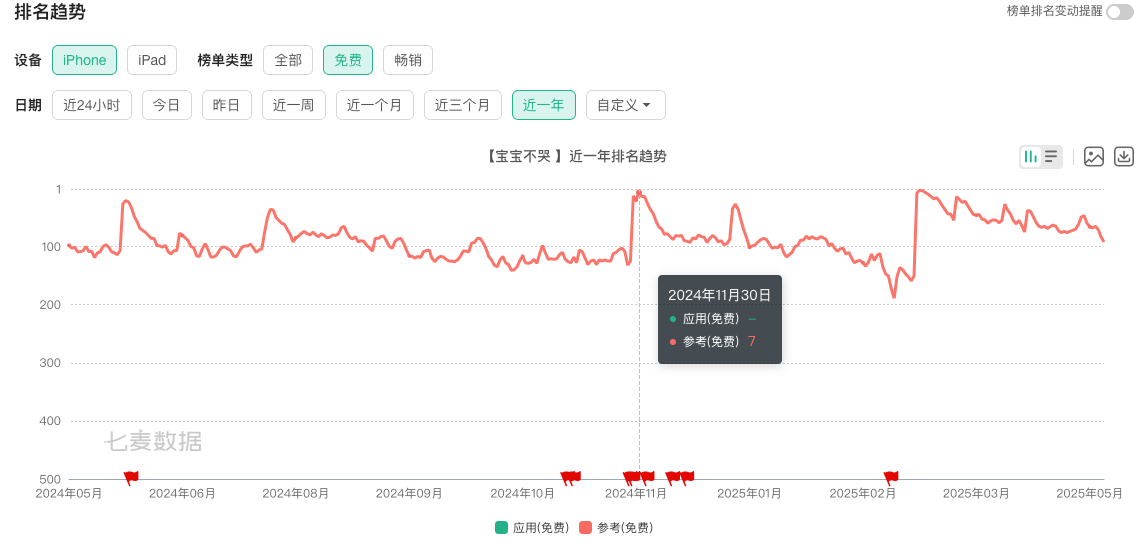 排名趋势
榜单排名变动提醒
设备 iPhone iPad 榜单类型 全部 免费 畅销
日期 近24小时 今日 昨日 近一周 近一个月 近三个月 近一年 自定义
【宝宝不哭 】近一年排名趋势
1
100
200
2024年11月30日
应用(免费) –
参考(免费) 7
300
400
七麦数据
500
2024年05月 2024年06月 2024年08月 2024年09月 2024年10月 2024年11月 2025年01月 2025年02月 2025年03月 2025年05月
应用(免费) 参考(免费)